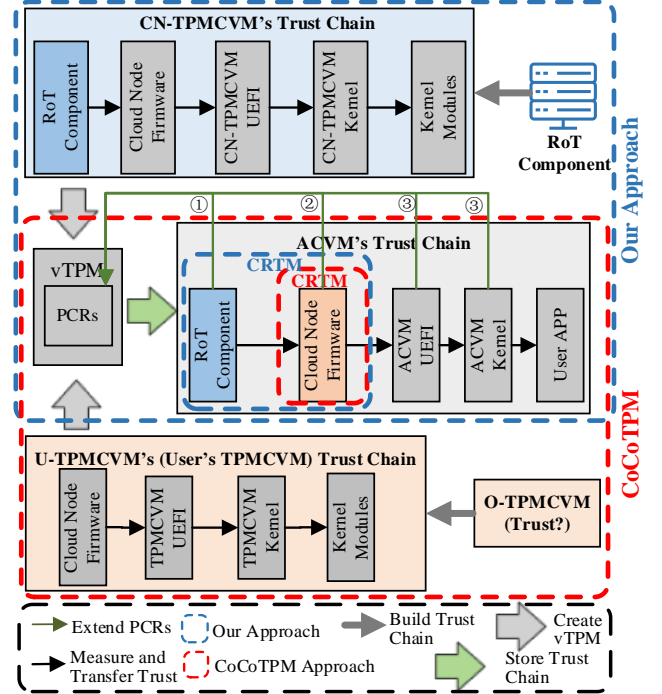 CN-TPMCVM's Trust Chain
RoT
Component
Cloud Node
Firmware
CN-TPMCVM
UEFI
CN-TPMCVM
Kernel
Kernel
Modules
RoT
Component
Our Approach
①
②
③
③
vTPM
PCRs
ACVM's Trust Chain
CRTM
CRTM
RoT
Component
Cloud Node
Firmware
ACVM
UEFI
ACVM
Kernel
User APP
CoCoTPM
U-TPMCVM's (User's TPMCVM) Trust Chain
Cloud Node
Firmware
TPMCVM
UEFI
TPMCVM
Kernel
Kernel
Modules
O-TPMCVM
(Trust?)
Extend PCRs
Our Approach
Build Trust
Chain
Create
vTPM
Measure and
Transfer Trust
CoCoTPM Approach
Store Trust
Chain